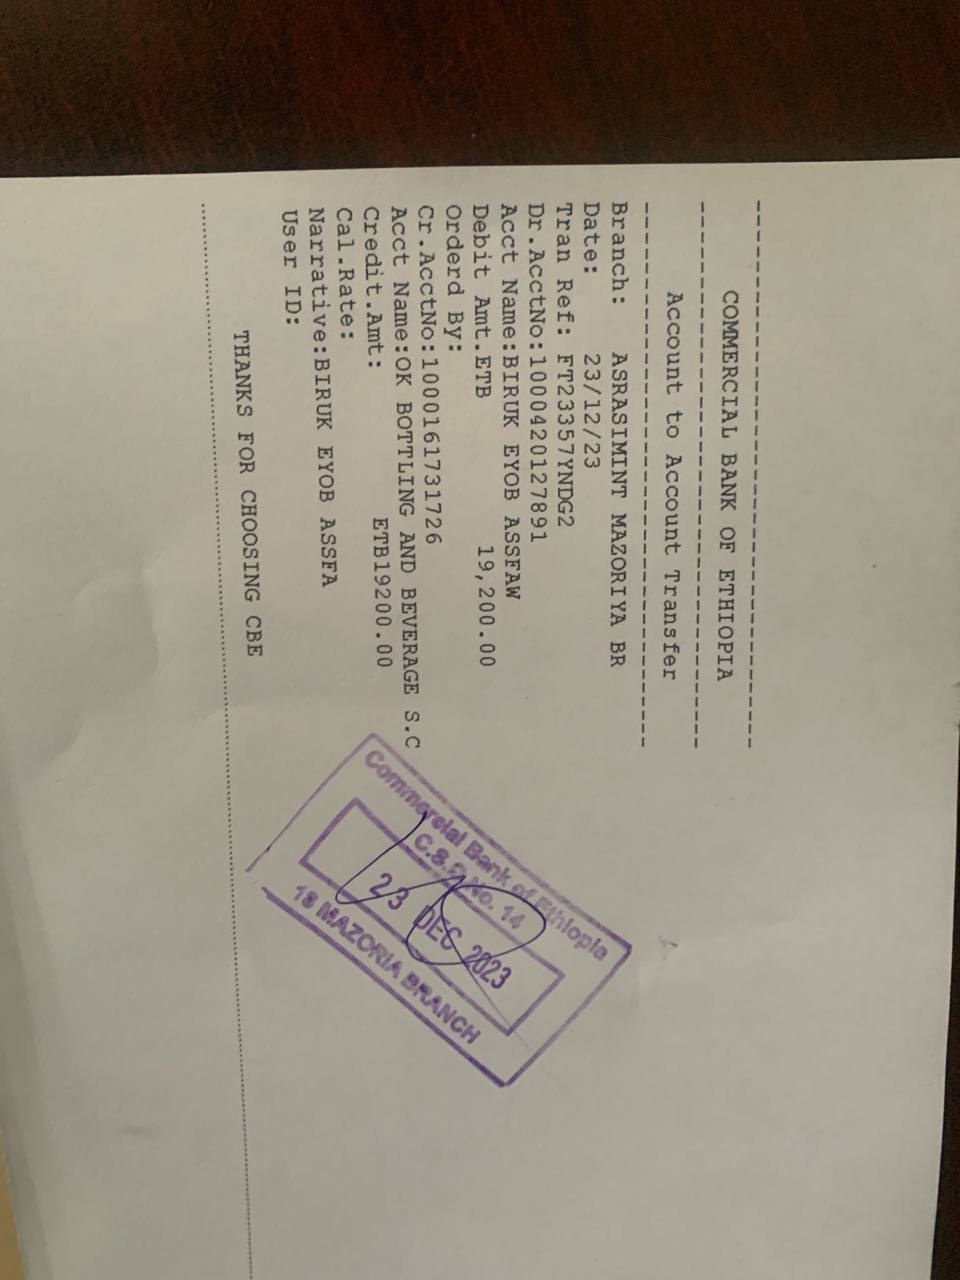 -----------------------------------------
COMMERCIAL BANK OF ETHIOPIA
-----------------------------------------
Account to Account Transfer
-----------------------------------------
Branch: ASRASIMINT MAZORIYA BR
Date: 23/12/23
Tran Ref: FT23357YNDG2
Dr.AcctNo:1000420127891
Acct Name:BIRUK EYOB ASSFAW
Debit Amt.ETB 19,200.00
Orderd By:
Cr.AcctNo:1000161731726
Acct Name:OK BOTTLING AND BEVERAGE S.C
Credit.Amt: ETB19200.00
Cal.Rate:
Narrative:BIRUK EYOB ASSFA
User ID:
THANKS FOR CHOOSING CBE
Commercial Bank of Ethiopia
C.S.O No. 14
23 DEC 2023
18 MAZORIA BRANCH